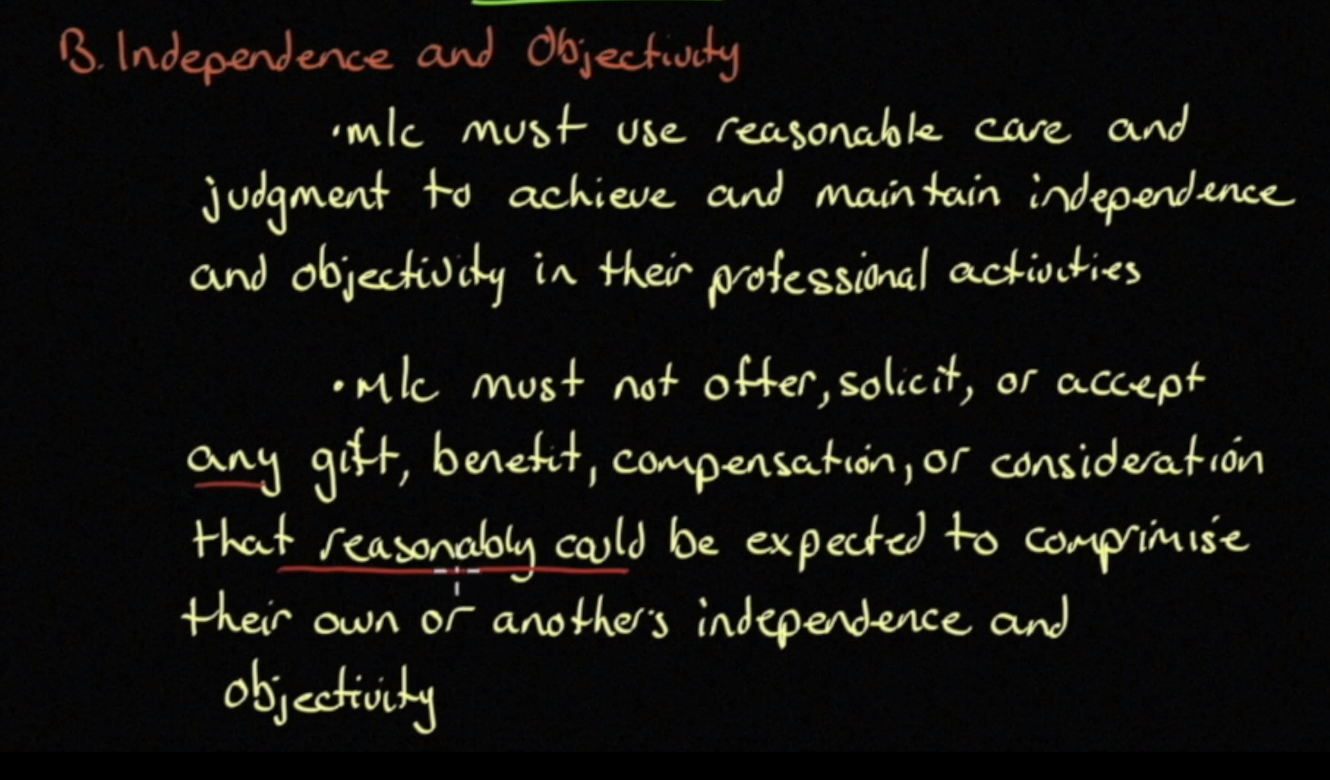 B. Independence and Objectivity
·mlc must use reasonable care and
judgment to achieve and maintain independence
and objectivity in their professional activities
·Mlc must not offer, solicit, or accept
any gift, benefit, compensation, or consideration
that reasonably could be expected to comprimise
their own or another's independence and
objectivity